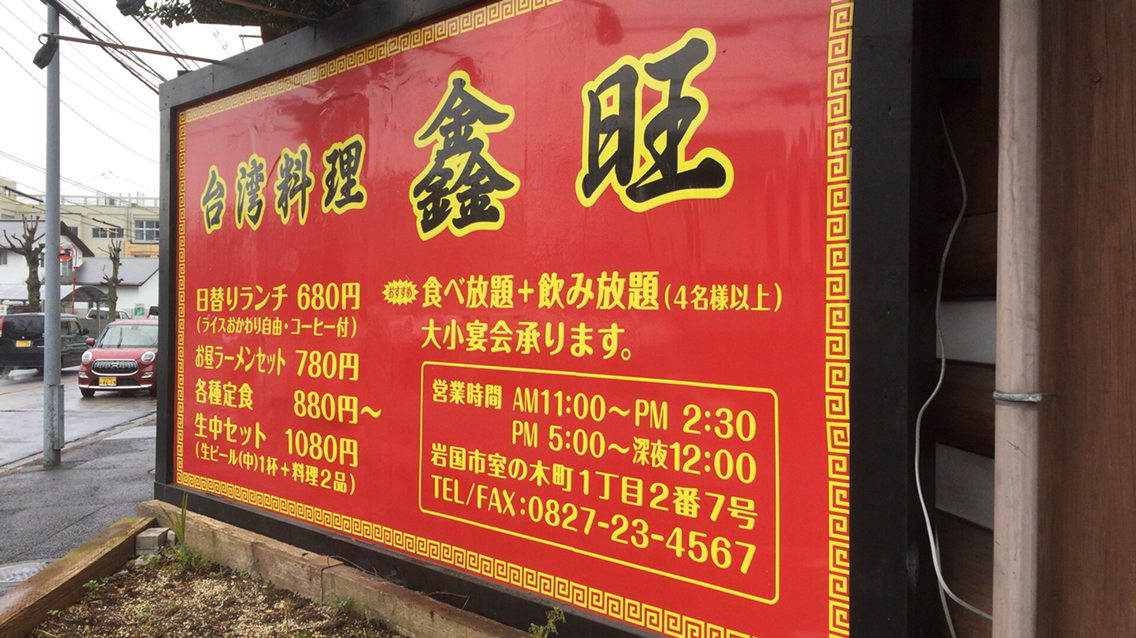 台湾料理 鑫旺
日替りランチ 680円
(ライスおかわり自由・コーヒー付)
お昼ラーメンセット 780円
各種定食 880円～
生中セット 1080円
(生ビール(中)1杯＋料理2品)
おすすめ 食べ放題＋飲み放題(4名様以上)
大小宴会承ります。
営業時間 AM11:00～PM 2:30
PM 5:00～深夜12:00
岩国市室の木町1丁目2番7号
TEL/FAX:0827-23-4567